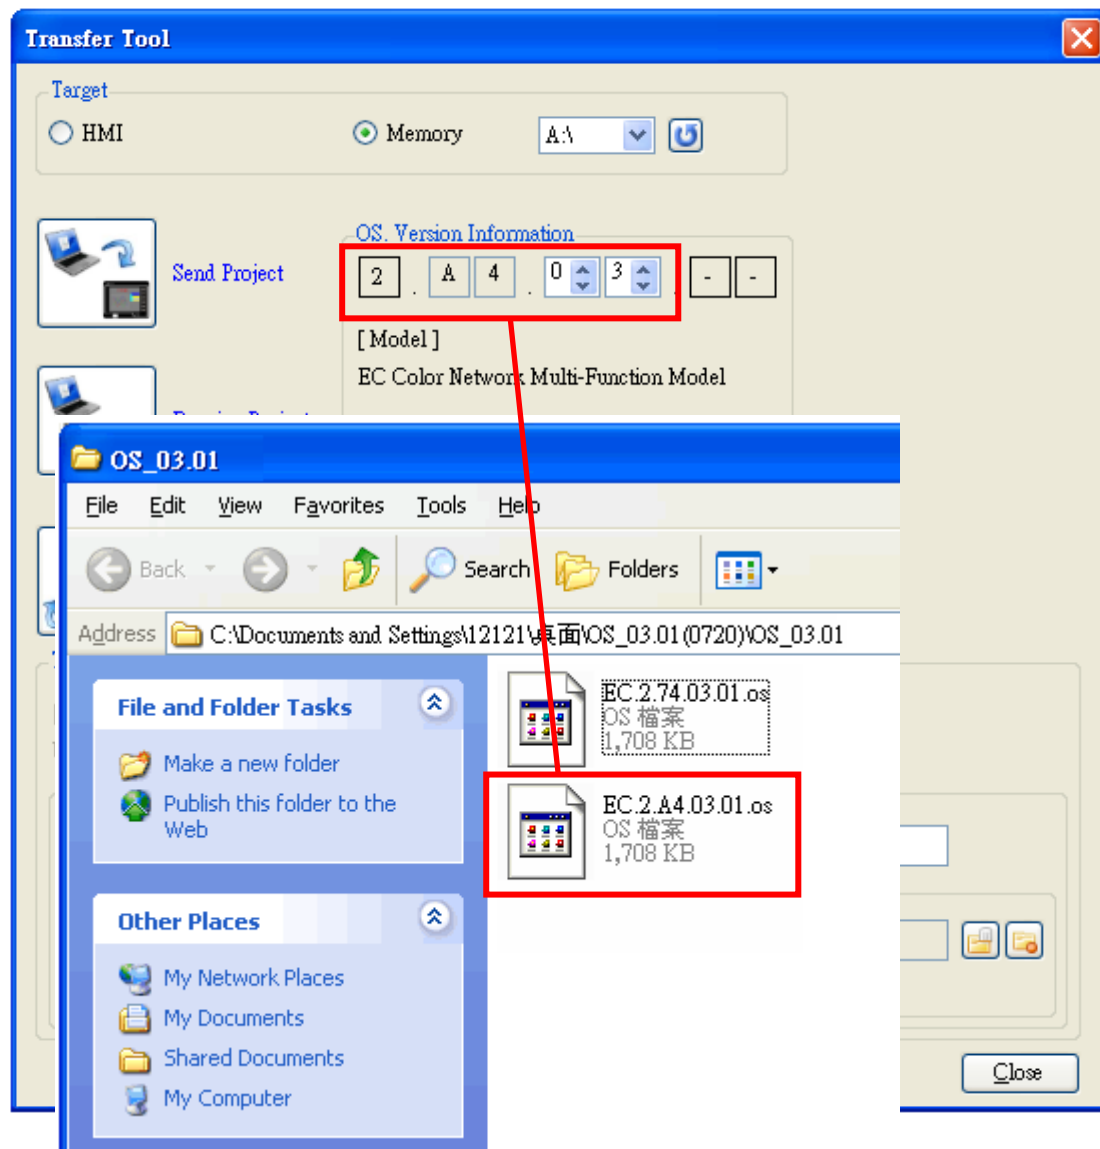 Transfer Tool
Target
HMI
Memory
A:\
OS. Version Information
Send Project
2 . A 4 . 0 3 . - -
[ Model ]
EC Color Network Multi-Function Model
OS_03.01
File Edit View Favorites Tools Help
Back Search Folders
Address C:\Documents and Settings\12121\桌面\OS_03.01(0720)\OS_03.01
File and Folder Tasks
Make a new folder
Publish this folder to the
Web
Other Places
My Network Places
My Documents
Shared Documents
My Computer
EC.2.74.03.01.os
OS 檔案
1,708 KB
EC.2.A4.03.01.os
OS 檔案
1,708 KB
Close